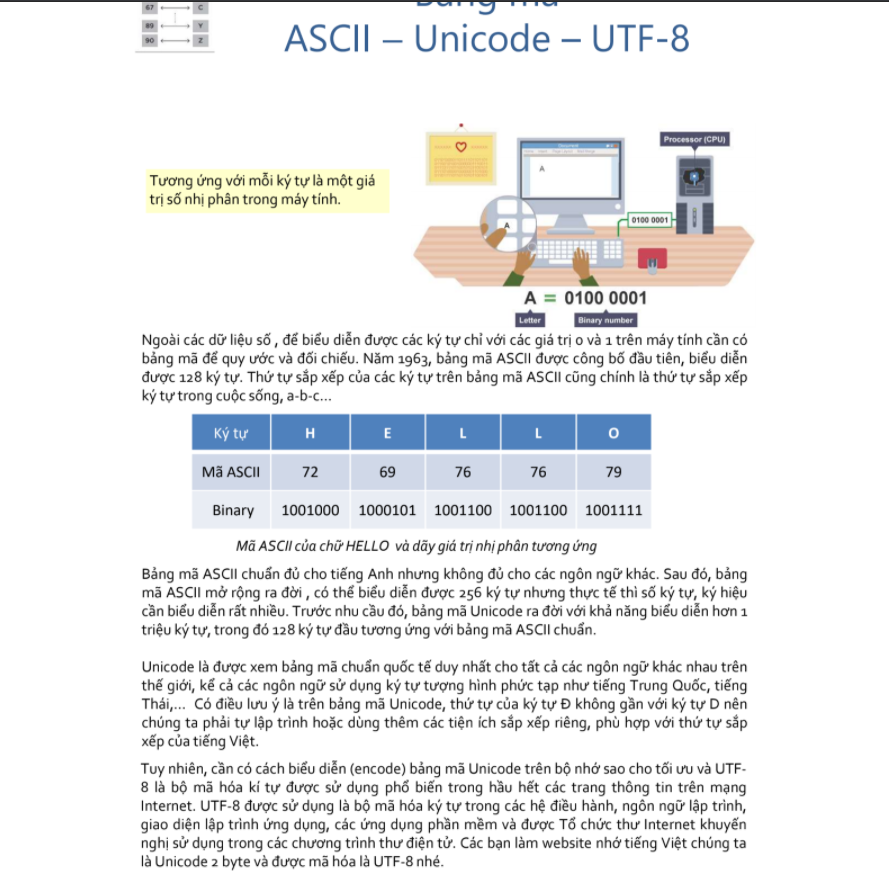 67 C
89 Y
90 Z
Bảng mã
ASCII – Unicode – UTF-8
Processor (CPU)
Document
A
Tương ứng với mỗi ký tự là một giá
trị số nhị phân trong máy tính.
0100 0001
A
A = 0100 0001
Letter Binary number
Ngoài các dữ liệu số , để biểu diễn được các ký tự chỉ với các giá trị 0 và 1 trên máy tính cần có
bảng mã để quy ước và đối chiếu. Năm 1963, bảng mã ASCII được công bố đầu tiên, biểu diễn
được 128 ký tự. Thứ tự sắp xếp của các ký tự trên bảng mã ASCII cũng chính là thứ tự sắp xếp
ký tự trong cuộc sống, a-b-c...
Ký tự H E L L O
Mã ASCII 72 69 76 76 79
Binary 1001000 1000101 1001100 1001100 1001111
Mã ASCII của chữ HELLO và dãy giá trị nhị phân tương ứng
Bảng mã ASCII chuẩn đủ cho tiếng Anh nhưng không đủ cho các ngôn ngữ khác. Sau đó, bảng
mã ASCII mở rộng ra đời , có thể biểu diễn được 256 ký tự nhưng thực tế thì số ký tự, ký hiệu
cần biểu diễn rất nhiều. Trước nhu cầu đó, bảng mã Unicode ra đời với khả năng biểu diễn hơn 1
triệu ký tự, trong đó 128 ký tự đầu tương ứng với bảng mã ASCII chuẩn.
Unicode là được xem bảng mã chuẩn quốc tế duy nhất cho tất cả các ngôn ngữ khác nhau trên
thế giới, kể cả các ngôn ngữ sử dụng ký tự tượng hình phức tạp như tiếng Trung Quốc, tiếng
Thái,... Có điều lưu ý là trên bảng mã Unicode, thứ tự của ký tự Đ không gần với ký tự D nên
chúng ta phải tự lập trình hoặc dùng thêm các tiện ích sắp xếp riêng, phù hợp với thứ tự sắp
xếp của tiếng Việt.
Tuy nhiên, cần có cách biểu diễn (encode) bảng mã Unicode trên bộ nhớ sao cho tối ưu và UTF-
8 là bộ mã hóa kí tự được sử dụng phổ biến trong hầu hết các trang thông tin trên mạng
Internet. UTF-8 được sử dụng là bộ mã hóa ký tự trong các hệ điều hành, ngôn ngữ lập trình,
giao diện lập trình ứng dụng, các ứng dụng phần mềm và được Tổ chức thư Internet khuyến
nghị sử dụng trong các chương trình thư điện tử. Các bạn làm website nhớ tiếng Việt chúng ta
là Unicode 2 byte và được mã hóa là UTF-8 nhé.